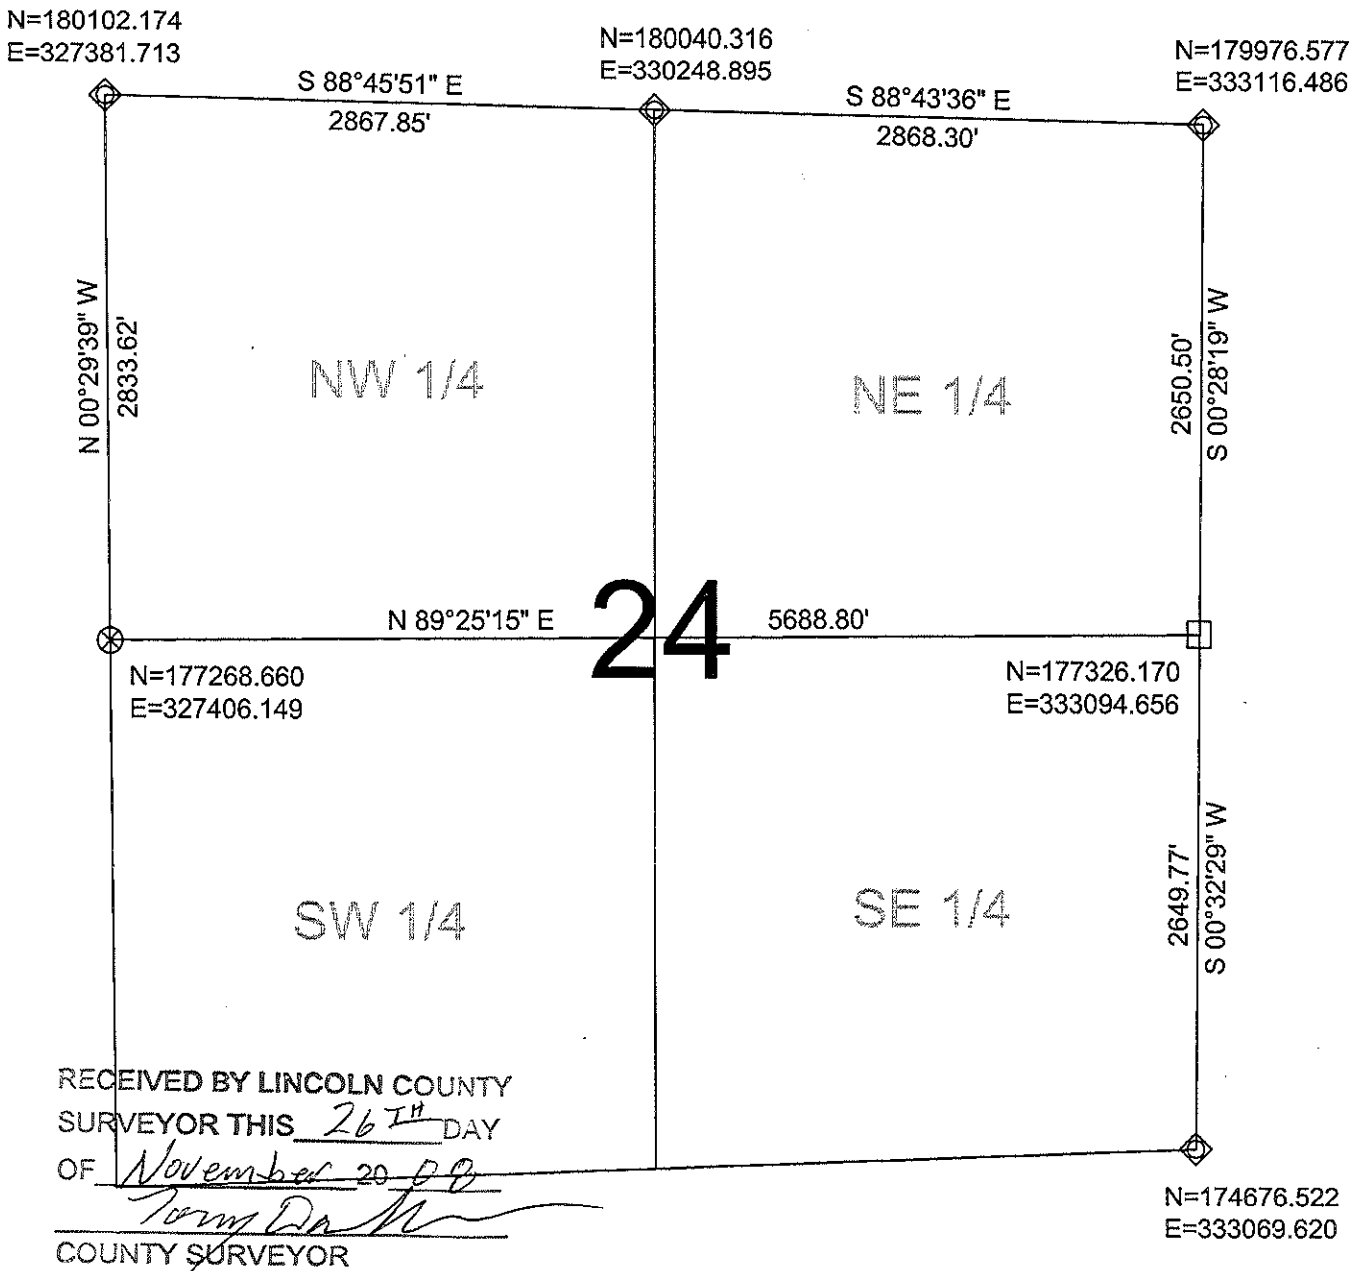 N=180102.174
E=327381.713
N=180040.316
E=330248.895
N=179976.577
E=333116.486
S 88°45'51" E
2867.85'
S 88°43'36" E
2868.30'
N 00°29'39" W
2833.62'
NW 1/4
NE 1/4
2650.50'
S 00°28'19" W
N 89°25'15" E
24
5688.80'
N=177268.660
E=327406.149
N=177326.170
E=333094.656
SW 1/4
SE 1/4
2649.77'
S 00°32'29" W
RECEIVED BY LINCOLN COUNTY
SURVEYOR THIS 26TH DAY
OF November 20 08
COUNTY SURVEYOR
N=174676.522
E=333069.620